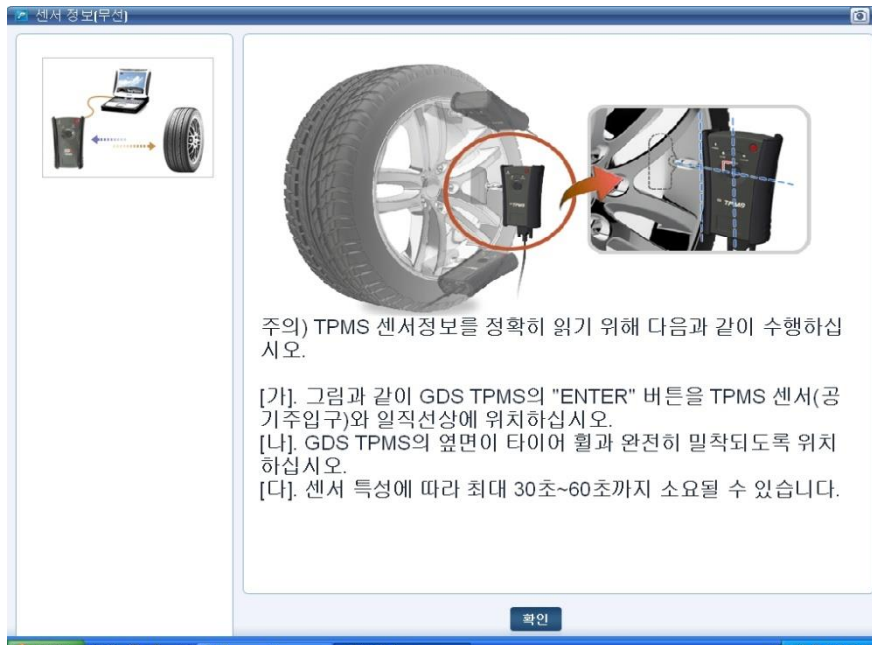 센서 정보(무선)
TPMS
TPMS
주의) TPMS 센서정보를 정확히 읽기 위해 다음과 같이 수행하십
시오.
[가]. 그림과 같이 GDS TPMS의 "ENTER" 버튼을 TPMS 센서(공
기주입구)와 일직선상에 위치하십시오.
[나]. GDS TPMS의 옆면이 타이어 휠과 완전히 밀착되도록 위치
하십시오.
[다]. 센서 특성에 따라 최대 30초~60초까지 소요될 수 있습니다.
확인